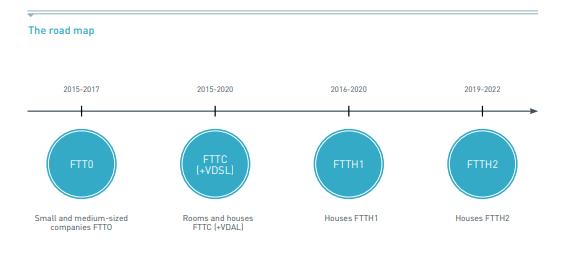 The road map
2015-2017
2015-2020
2016-2020
2019-2022
FTTO
FTTC
(+VDSL)
FTTH1
FTTH2
Small and medium-sized
companies FTTO
Rooms and houses
FTTC (+VDAL)
Houses FTTH1
Houses FTTH2